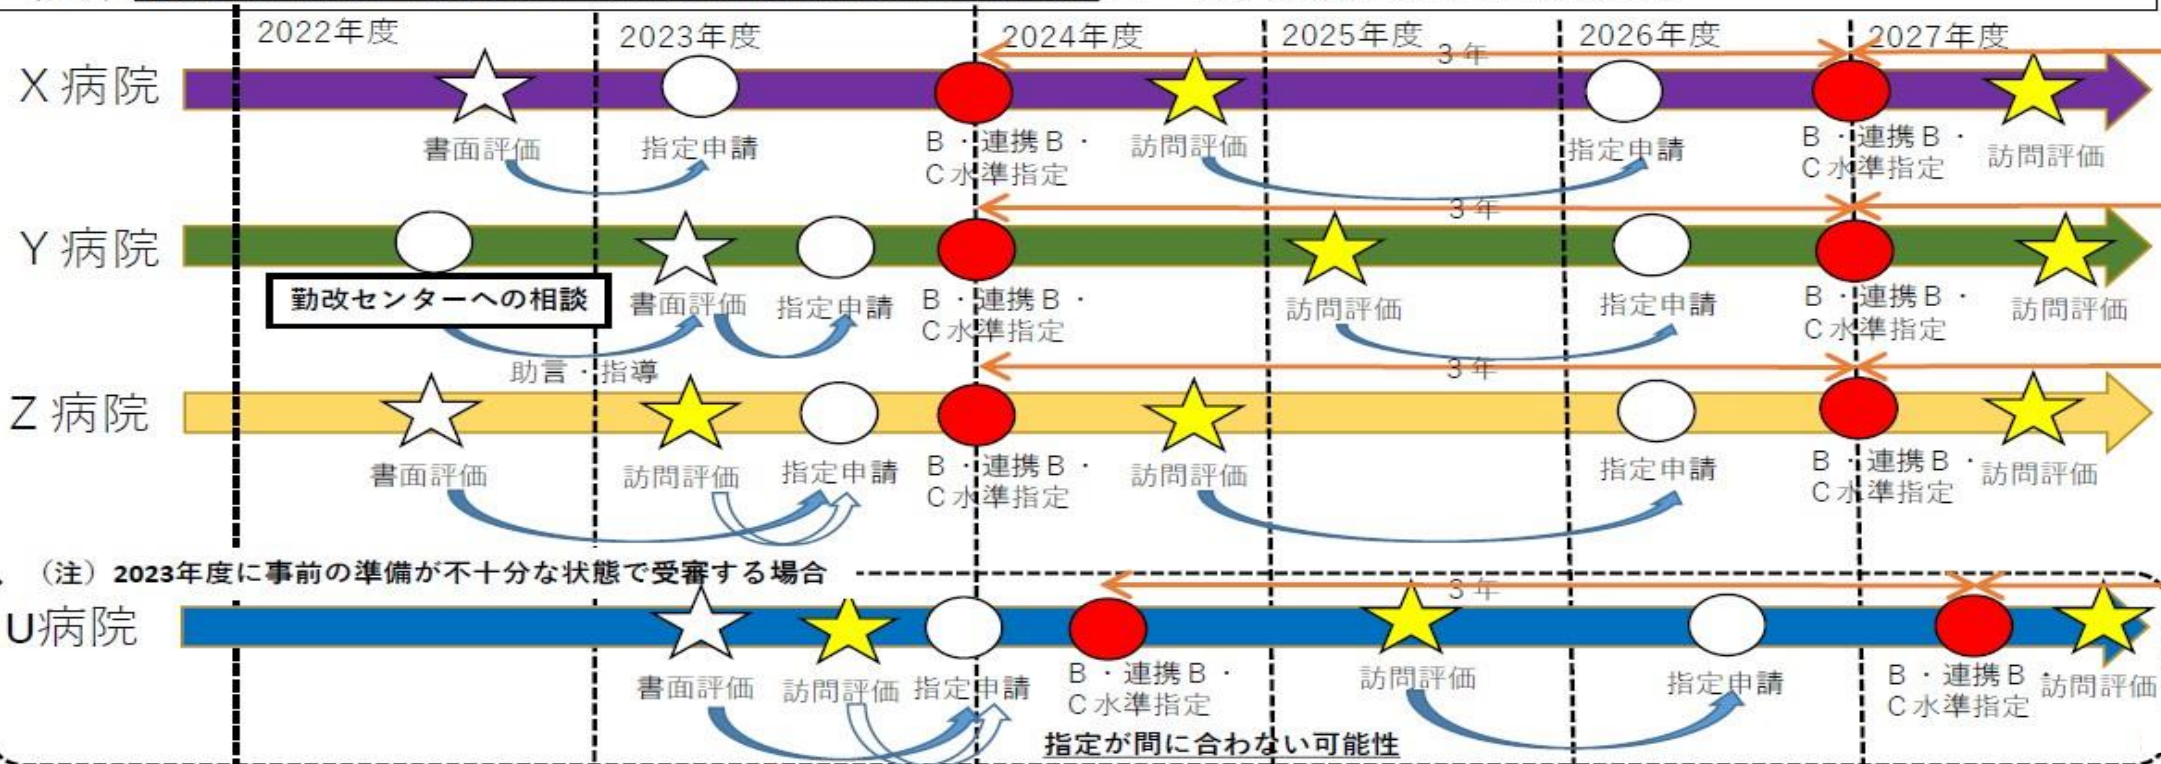 2022年度
2023年度
2024年度
2025年度
2026年度
2027年度
3年
X病院
書面評価
指定申請
B・連携B・
C水準指定
訪問評価
指定申請
B・連携B・
C水準指定
訪問評価
3年
Y病院
勤改センターへの相談
書面評価
指定申請
B・連携B・
C水準指定
訪問評価
指定申請
B・連携B・
C水準指定
訪問評価
助言・指導
3年
Z病院
書面評価
訪問評価
指定申請
B・連携B・
C水準指定
訪問評価
指定申請
B・連携B・
C水準指定
訪問評価
(注)2023年度に事前の準備が不十分な状態で受審する場合
3年
U病院
書面評価
訪問評価
指定申請
B・連携B・
C水準指定
訪問評価
指定申請
B・連携B・
C水準指定
訪問評価
指定が間に合わない可能性